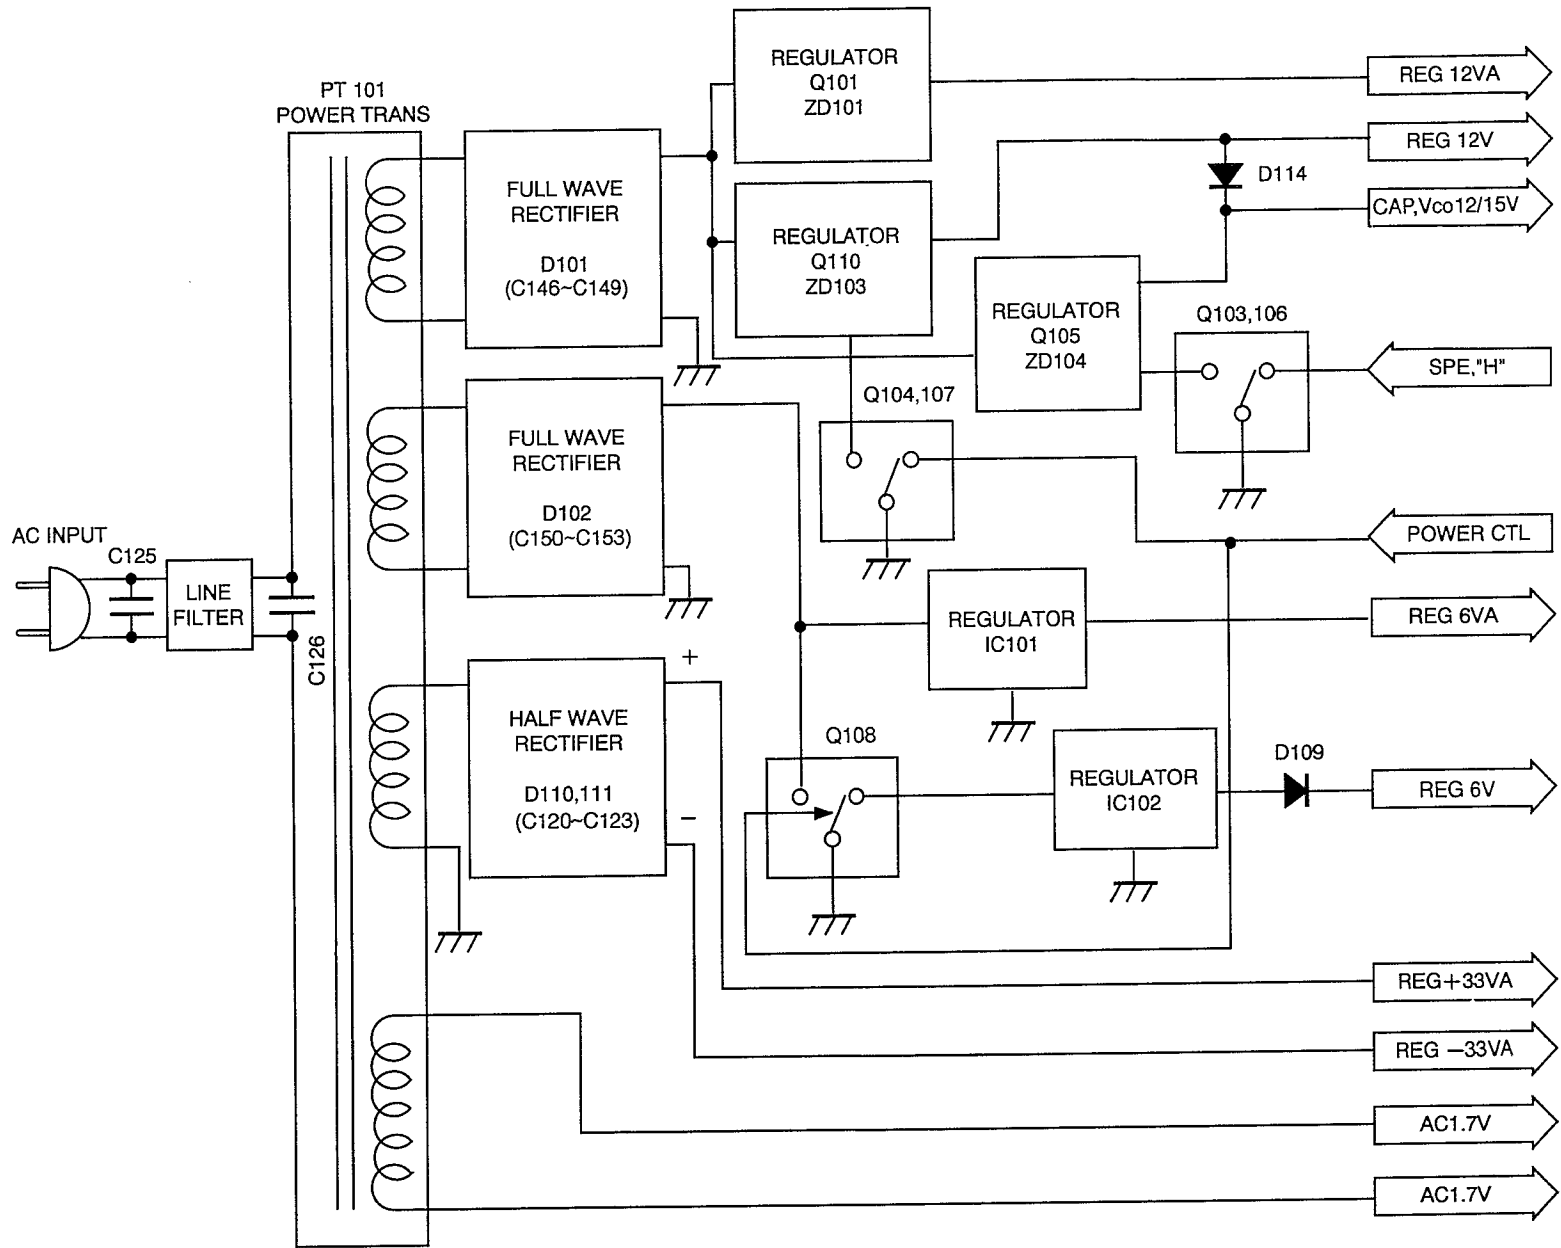 REGULATOR
Q101
ZD101
REG 12VA
PT 101
POWER TRANS
REG 12V
D114
CAP,Vco12/15V
FULL WAVE
RECTIFIER
D101
(C146~C149)
REGULATOR
Q110
ZD103
REGULATOR
Q105
ZD104
Q103,106
SPE,"H"
Q104,107
FULL WAVE
RECTIFIER
D102
(C150~C153)
POWER CTL
AC INPUT
C125
LINE
FILTER
C126
REGULATOR
IC101
REG 6VA
+
HALF WAVE
RECTIFIER
D110,111
(C120~C123)
−
Q108
REGULATOR
IC102
D109
REG 6V
REG+33VA
REG −33VA
AC1.7V
AC1.7V